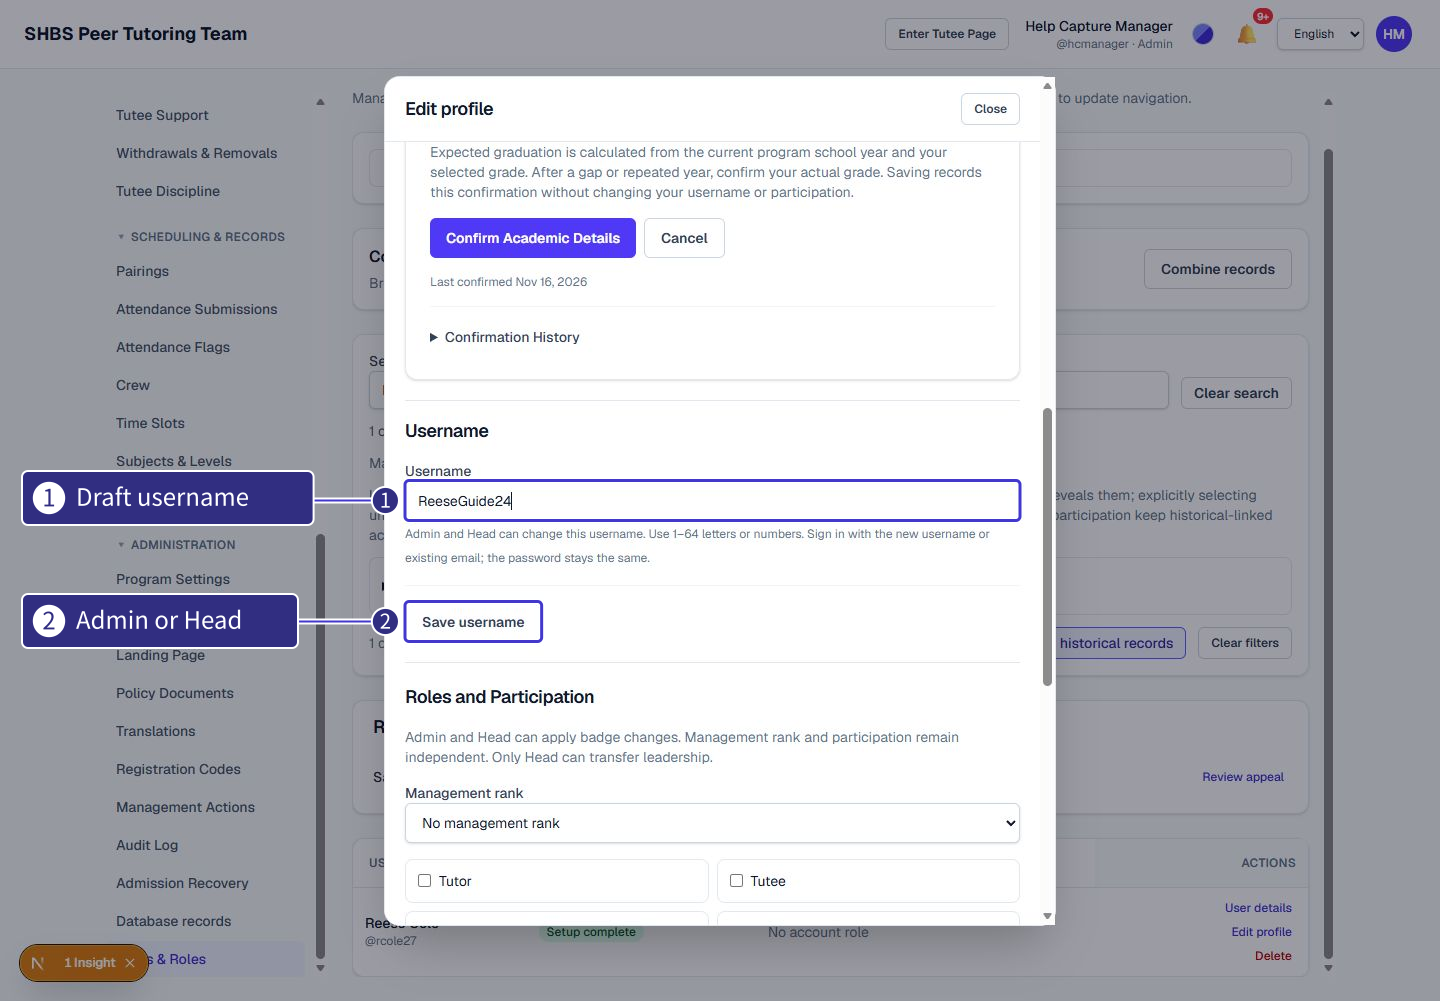 SHBS Peer Tutoring Team
Enter Tutee Page
Help Capture Manager
@hcmanager · Admin
9+
English
HM
Tutee Support
Withdrawals & Removals
Tutee Discipline
SCHEDULING & RECORDS
Pairings
Attendance Submissions
Attendance Flags
Crew
Time Slots
Subjects & Levels
1 Draft username
ADMINISTRATION
Program Settings
2 Admin or Head
Landing Page
Policy Documents
Translations
Registration Codes
Management Actions
Audit Log
Admission Recovery
Database records
s & Roles
1 Insight
to update navigation.
Combine records
Clear search
eveals them; explicitly selecting
articipation keep historical-linked
historical records
Clear filters
Review appeal
ACTIONS
@rcole27
Setup complete
No account role
User details
Edit profile
Delete
Edit profile
Close
Expected graduation is calculated from the current program school year and your
selected grade. After a gap or repeated year, confirm your actual grade. Saving records
this confirmation without changing your username or participation.
Confirm Academic Details
Cancel
Last confirmed Nov 16, 2026
Confirmation History
Username
Username
1
ReeseGuide24
Admin and Head can change this username. Use 1–64 letters or numbers. Sign in with the new username or
existing email; the password stays the same.
2
Save username
Roles and Participation
Admin and Head can apply badge changes. Management rank and participation remain
independent. Only Head can transfer leadership.
Management rank
No management rank
Tutor
Tutee